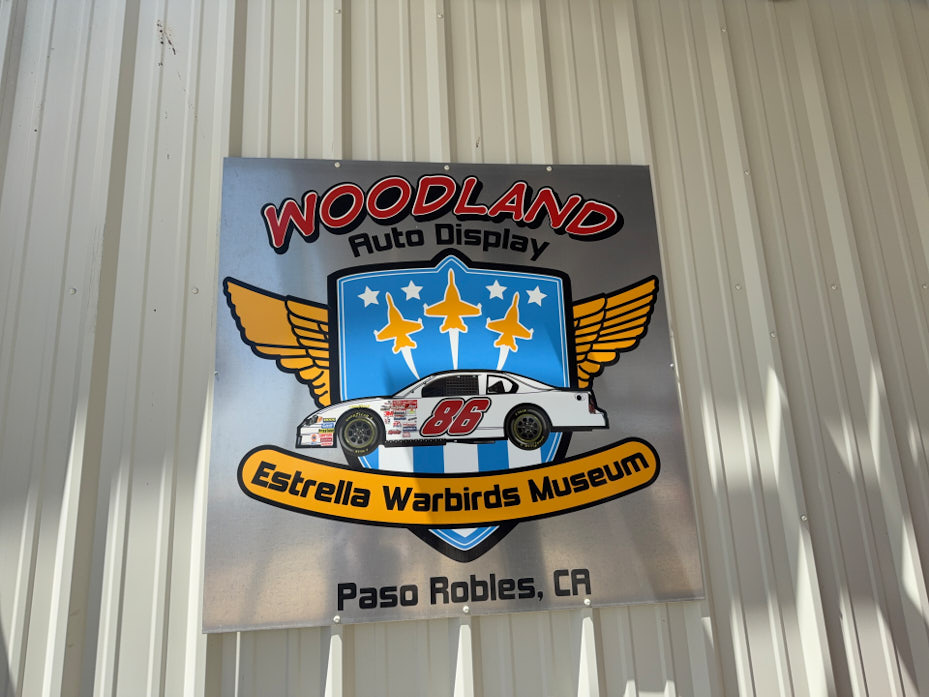 WOODLAND
Auto Display
86
Estrella Warbirds Museum
Paso Robles, CA